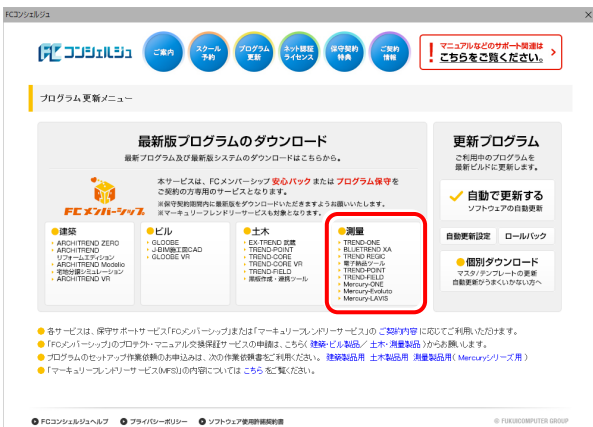 FCコンシェルジュ
×
FCコンシェルジュ
ご案内
スクール
予約
プログラム
更新
ネット認証
ライセンス
保守契約
特典
ご契約
情報
! マニュアルなどのサポート関連は
こちらをご覧ください。
プログラム更新メニュー
最新版プログラムのダウンロード
最新プログラム及び最新版システムのダウンロードはこちらから。
FCメンバーシップ
本サービスは、FCメンバーシップ 安心パック または プログラム保守を
ご契約の方専用のサービスとなります。
※保守契約期間内に最新版をダウンロードいただきますようお願いいたします。
※マーキュリーフレンドリーサービスも対象となります。
建築
ARCHITREND ZERO
ARCHITREND
リフォームエディション
ARCHITREND Modelio
宅地分譲シミュレーション
ARCHITREND VR
ビル
GLOOBE
J-BIM施工図CAD
GLOOBE VR
土木
EX-TREND 武蔵
TREND-POINT
TREND-CORE
TREND-CORE VR
TREND-FIELD
黒板作成・連携ツール
測量
TREND-ONE
BLUETREND XA
TREND REGIC
電子納品ツール
TREND-POINT
TREND-FIELD
Mercury-ONE
Mercury-Evoluto
Mercury-LAVIS
更新プログラム
ご利用中のプログラムを
最新ビルドに更新します。
自動で更新する
ソフトウェアの自動更新
自動更新設定
ロールバック
個別ダウンロード
マスタ/テンプレートの更新
自動更新がうまくいかない方へ
各サービスは、保守サポートサービス「FCメンバーシップ」または「マーキュリーフレンドリーサービス」の ご契約内容 に応じてご利用いただけます。
「FCメンバーシップ」のプロテクト・マニュアル交換保証サービスの申請は、こちら( 建築・ビル製品 / 土木・測量製品 )からお願いします。
プログラムのセットアップ作業依頼のお申込みは、次の作業依頼書をご利用ください。 建築製品用 土木製品用 測量製品用( Mercuryシリーズ用 )
「マーキュリーフレンドリーサービス(MFS)」の内容については こちら をご覧ください。
FCコンシェルジュヘルプ
プライバシーポリシー
ソフトウェア使用許諾契約書
© FUKUICOMPUTER GROUP